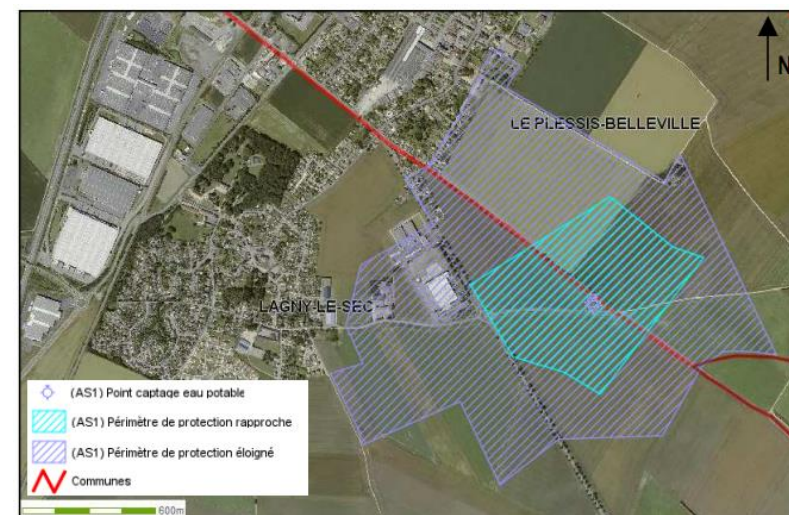 N
LE PLESSIS-BELLEVILLE
LAGNY-LE-SEC
(AS1) Point captage eau potable
(AS1) Périmètre de protection rapproche
(AS1) Périmètre de protection éloigné
Communes
600m